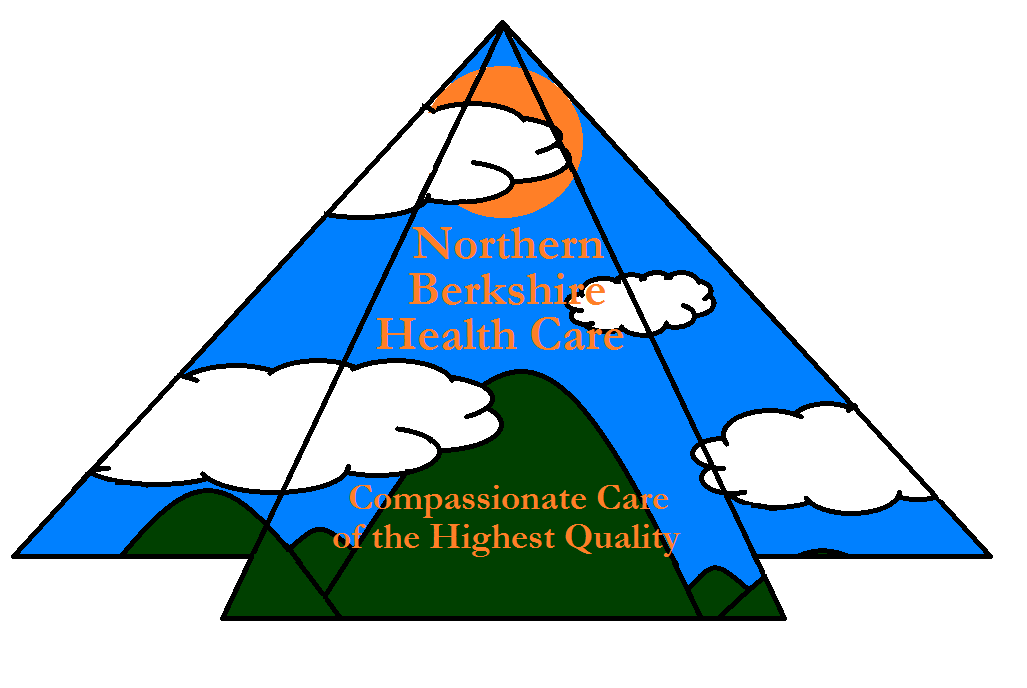 Northern
Berkshire
Health Care
Compassionate Care
of the Highest Quality